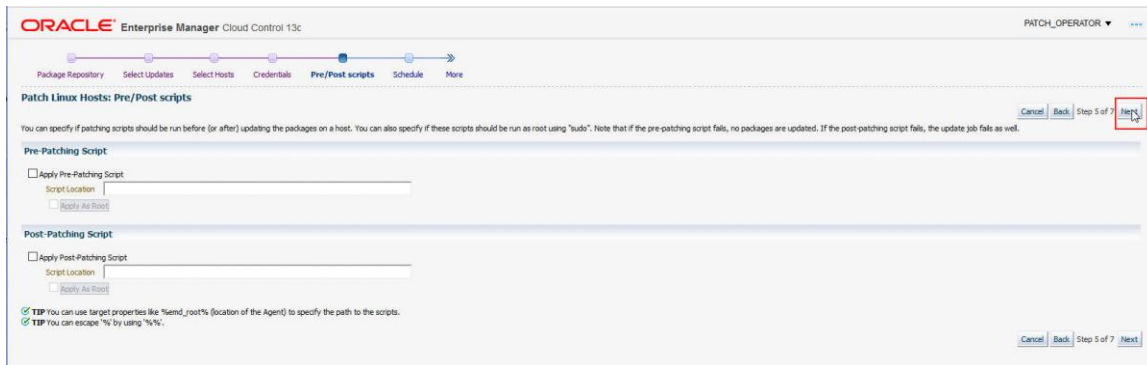 ORACLE Enterprise Manager Cloud Control 13c
PATCH_OPERATOR
Package Repository Select Updates Select Hosts Credentials Pre/Post scripts Schedule More
Patch Linux Hosts: Pre/Post scripts
Cancel Back Step 5 of 7 Next
You can specify if patching scripts should be run before (or after) updating the packages on a host. You can also specify if these scripts should be run as root using "sudo". Note that if the pre-patching script fails, no packages are updated. If the post-patching script fails, the update job fails as well.
Pre-Patching Script
Apply Pre-Patching Script
Script Location
Apply As Root
Post-Patching Script
Apply Post-Patching Script
Script Location
Apply As Root
TIP You can use target properties like %emd_root% (location of the Agent) to specify the path to the scripts.
TIP You can escape '%' by using '%%'.
Cancel Back Step 5 of 7 Next